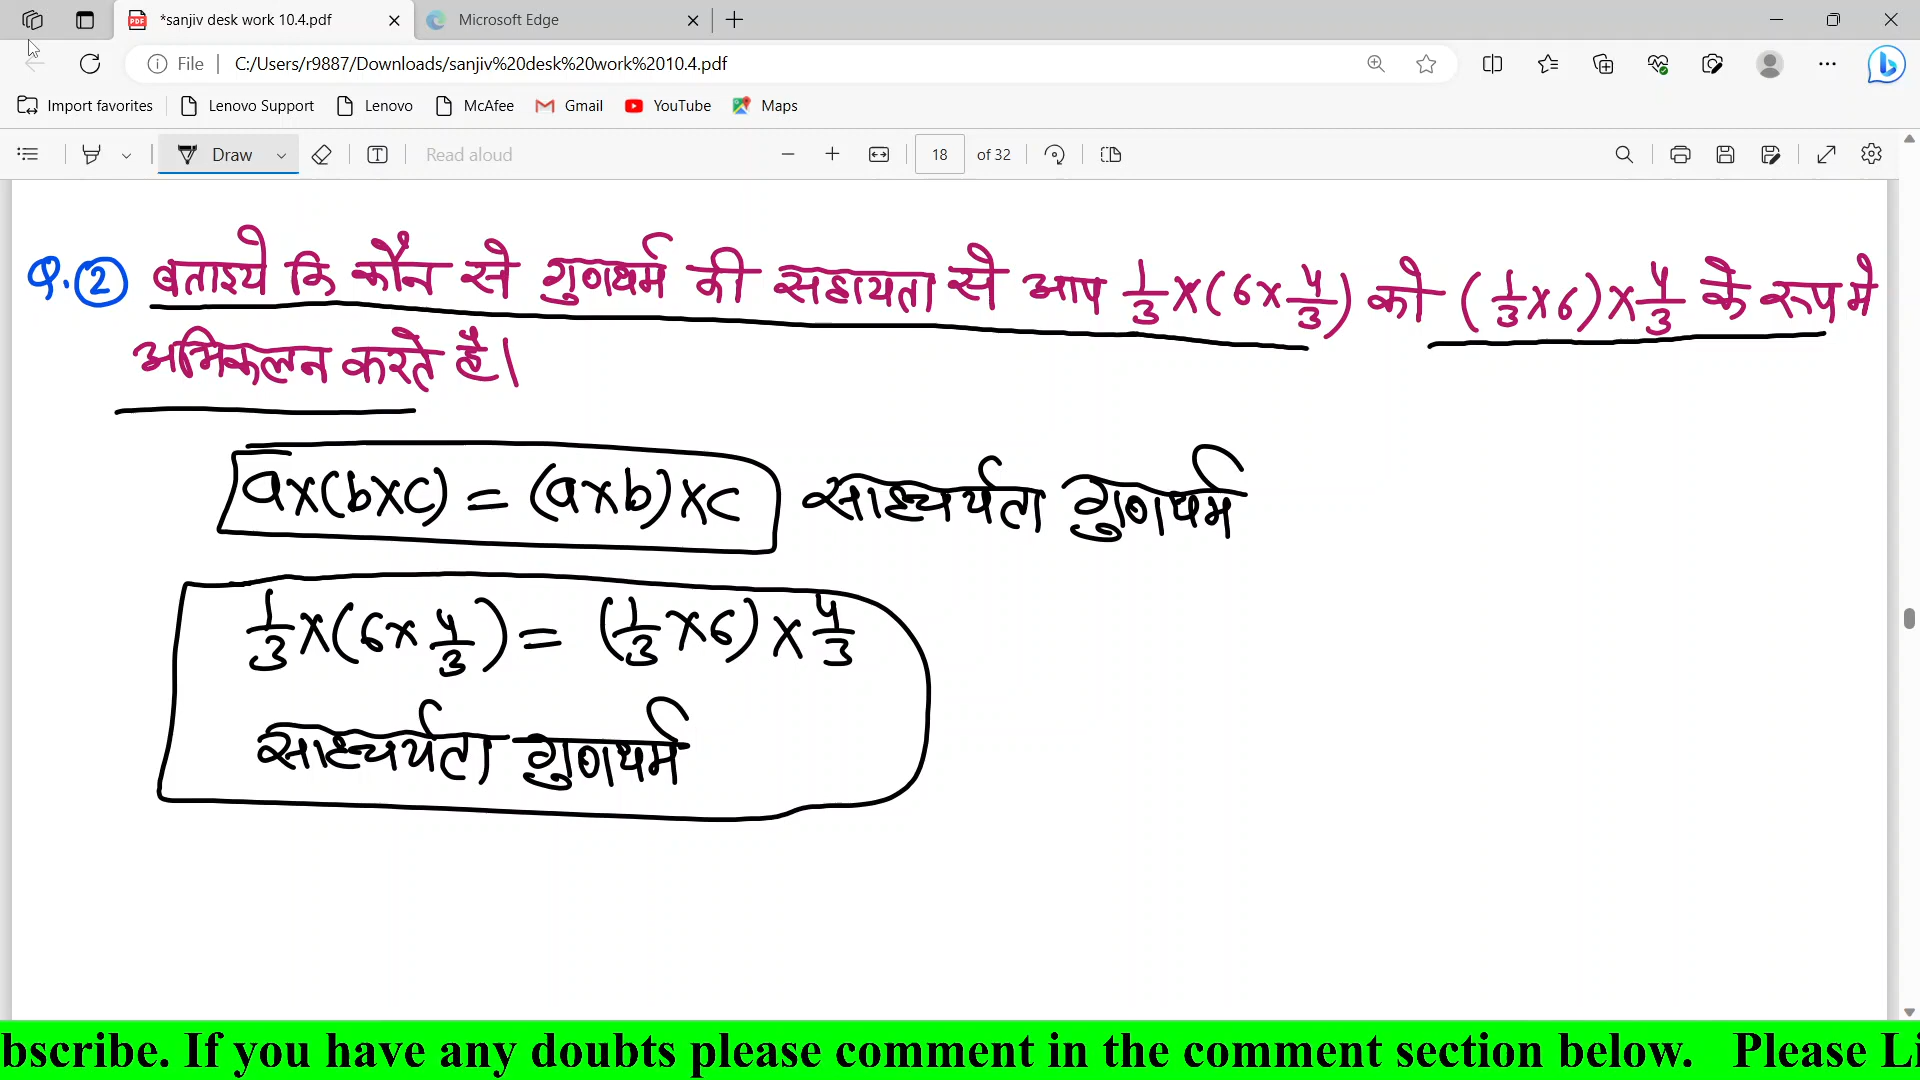 *sanjiv desk work 10.4.pdf
Microsoft Edge
File
C:/Users/r9887/Downloads/sanjiv%20desk%20work%2010.4.pdf
Import favorites Lenovo Support Lenovo McAfee Gmail YouTube Maps
Draw Read aloud 18 of 32
Q.② बताइये कि कौन से गुणधर्म की सहायता से आप 1/3×(6×4/3) को (1/3×6)×4/3 के रूप मे
अभिकलन करते है।
a×(b×c) = (a×b)×c साहचर्यता गुणधर्म
1/3×(6×4/3) = (1/3×6)×4/3
साहचर्यता गुणधर्म
bscribe. If you have any doubts please comment in the comment section below. Please Li